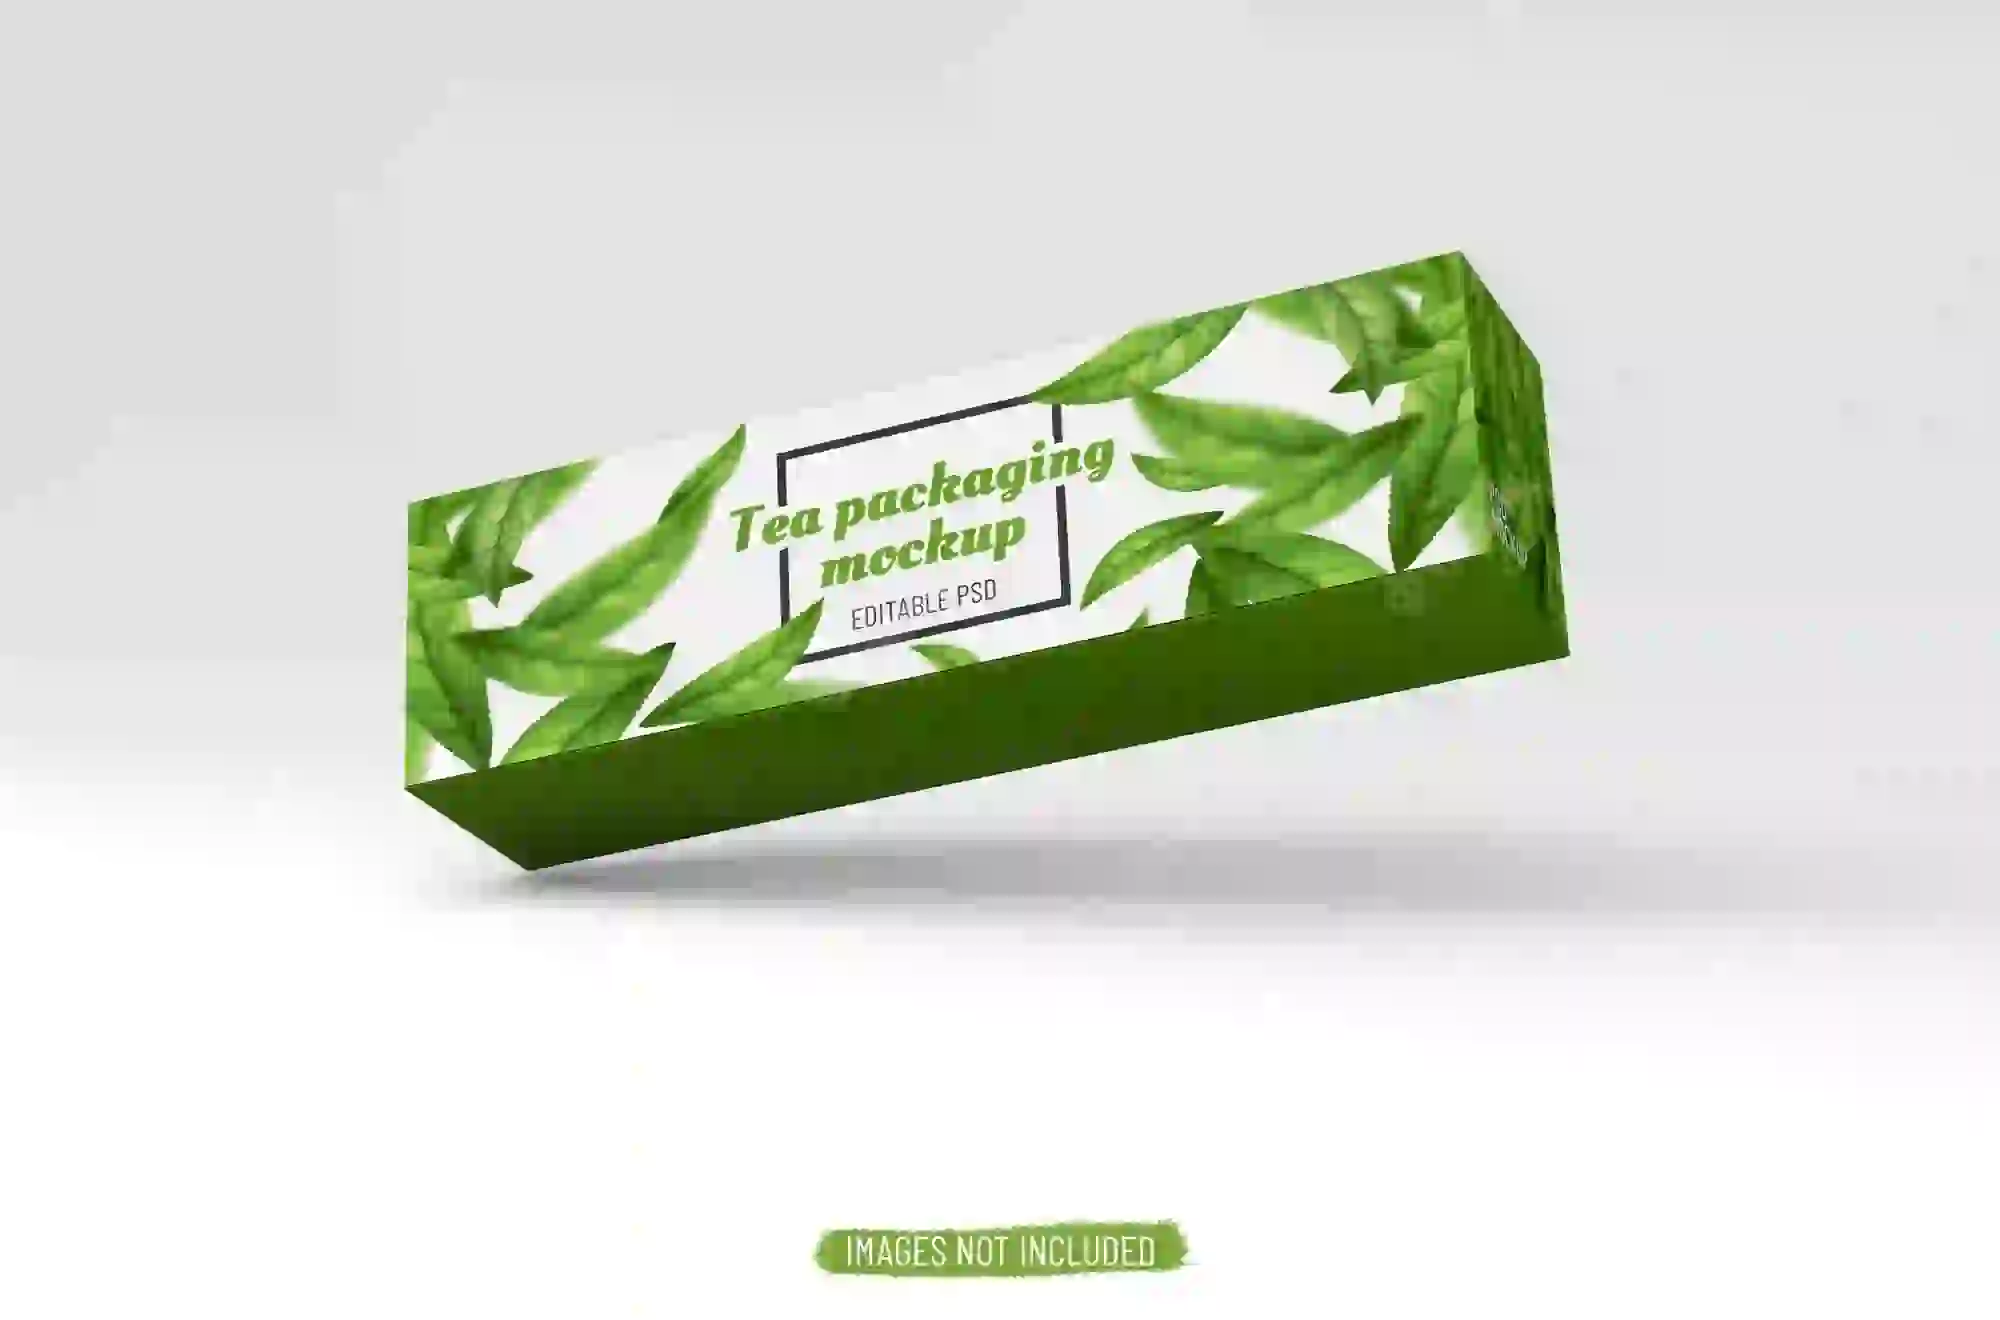 Tea packaging
mockup
EDITABLE PSD
IMAGES NOT INCLUDED